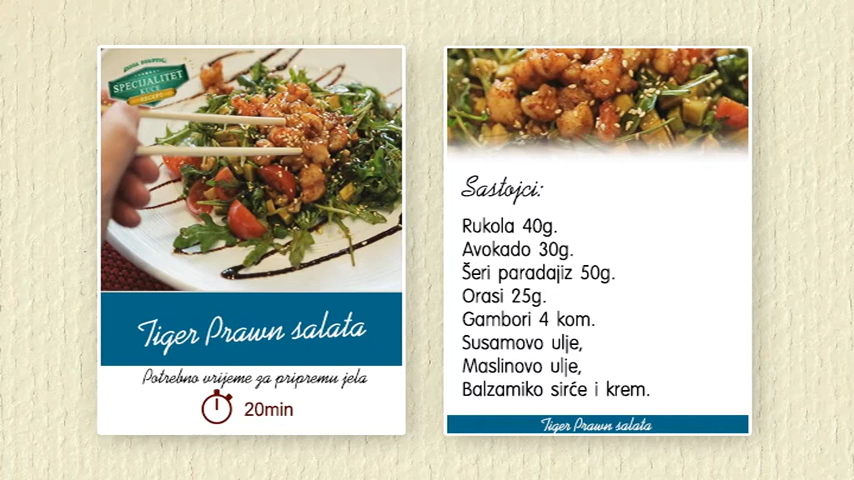 SPECIJALITET
KUĆE
Tiger Prawn salata
Potrebno vrijeme za pripremu jela
20min
Sastojci:
Rukola 40g.
Avokado 30g.
Šeri paradajiz 50g.
Orasi 25g.
Gambori 4 kom.
Susamovo ulje,
Maslinovo ulje,
Balzamiko sirće i krem.
Tiger Prawn salata